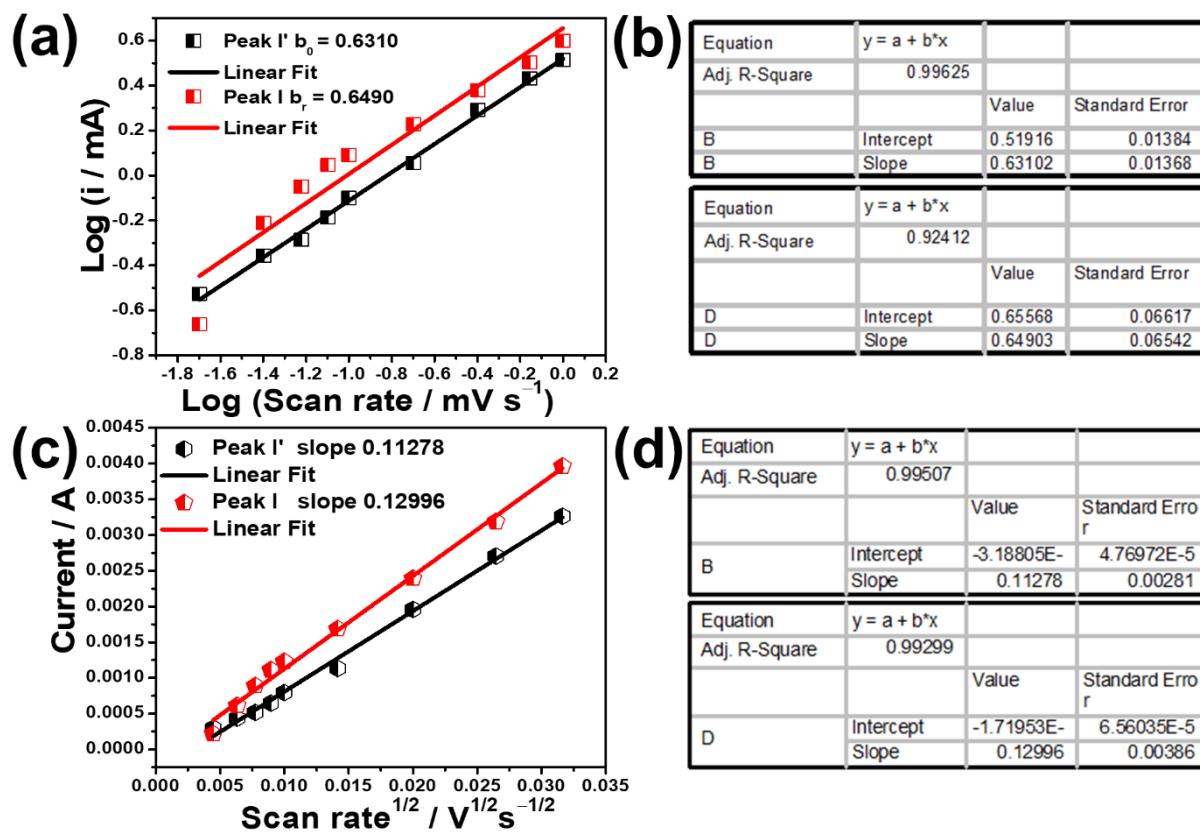 (a)
Peak I' b₀ = 0.6310
Linear Fit
Peak I bᵣ = 0.6490
Linear Fit
0.6
0.4
0.2
0.0
-0.2
-0.4
-0.6
-0.8
Log (i / mA)
-1.8 -1.6 -1.4 -1.2 -1.0 -0.8 -0.6 -0.4 -0.2 0.0 0.2
Log (Scan rate / mV s⁻¹)
(b)
Equation y = a + b*x
Adj. R-Square 0.99625
Value Standard Error
B Intercept 0.51916 0.01384
B Slope 0.63102 0.01368
Equation y = a + b*x
Adj. R-Square 0.92412
Value Standard Error
D Intercept 0.65568 0.06617
D Slope 0.64903 0.06542
(c)
Peak I' slope 0.11278
Linear Fit
Peak I slope 0.12996
Linear Fit
0.0045
0.0040
0.0035
0.0030
0.0025
0.0020
0.0015
0.0010
0.0005
0.0000
Current / A
0.000 0.005 0.010 0.015 0.020 0.025 0.030 0.035
Scan rate¹ᐟ² / V¹ᐟ²s⁻¹ᐟ²
(d)
Equation y = a + b*x
Adj. R-Square 0.99507
Value Standard Erro
r
B Intercept -3.18805E- 4.76972E-5
Slope 0.11278 0.00281
Equation y = a + b*x
Adj. R-Square 0.99299
Value Standard Erro
r
D Intercept -1.71953E- 6.56035E-5
Slope 0.12996 0.00386